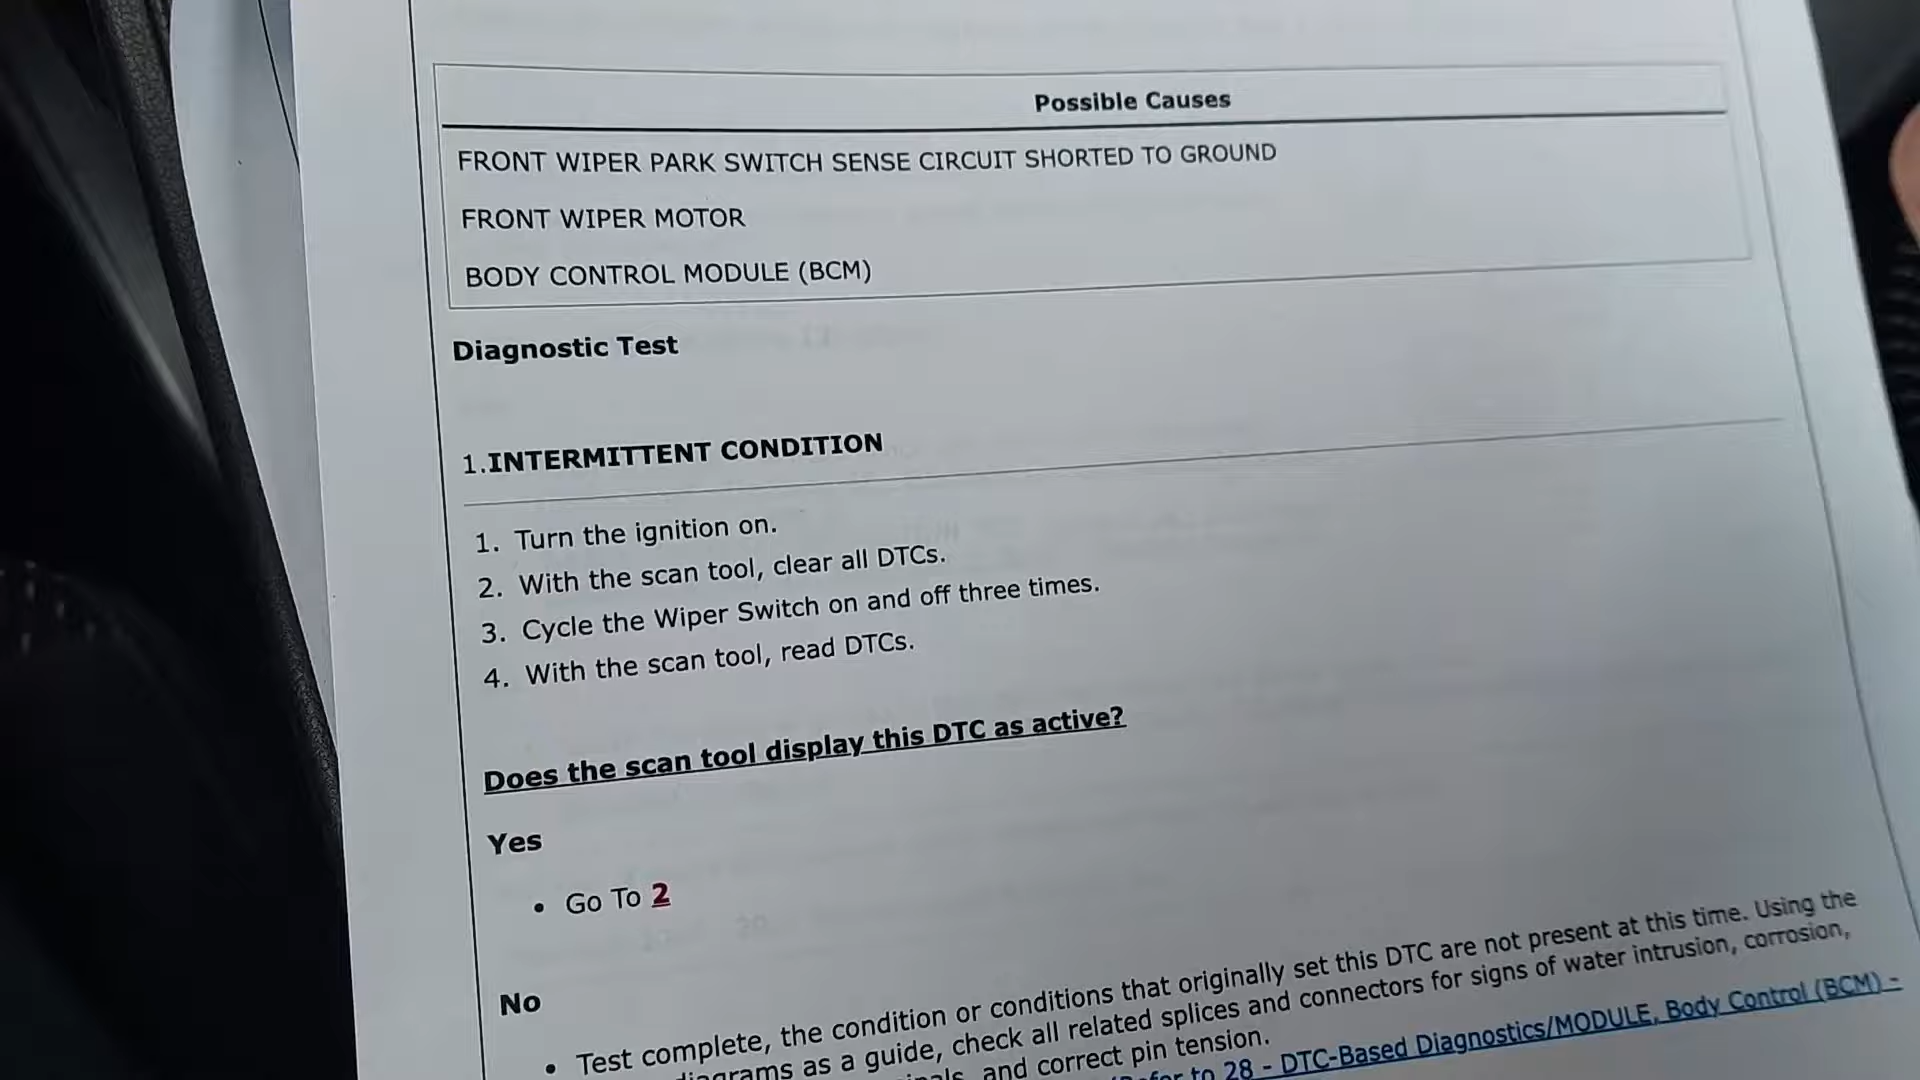 Possible Causes
FRONT WIPER PARK SWITCH SENSE CIRCUIT SHORTED TO GROUND
FRONT WIPER MOTOR
BODY CONTROL MODULE (BCM)
Diagnostic Test
1.INTERMITTENT CONDITION
1. Turn the ignition on.
2. With the scan tool, clear all DTCs.
3. Cycle the Wiper Switch on and off three times.
4. With the scan tool, read DTCs.
Does the scan tool display this DTC as active?
Yes
• Go To 2
No
• Test complete, the condition or conditions that originally set this DTC are not present at this time. Using the
as a guide, check all related splices and connectors for signs of water intrusion, corrosion,
and correct pin tension.
to 28 - DTC-Based Diagnostics/MODULE, Body Control (BCM) -